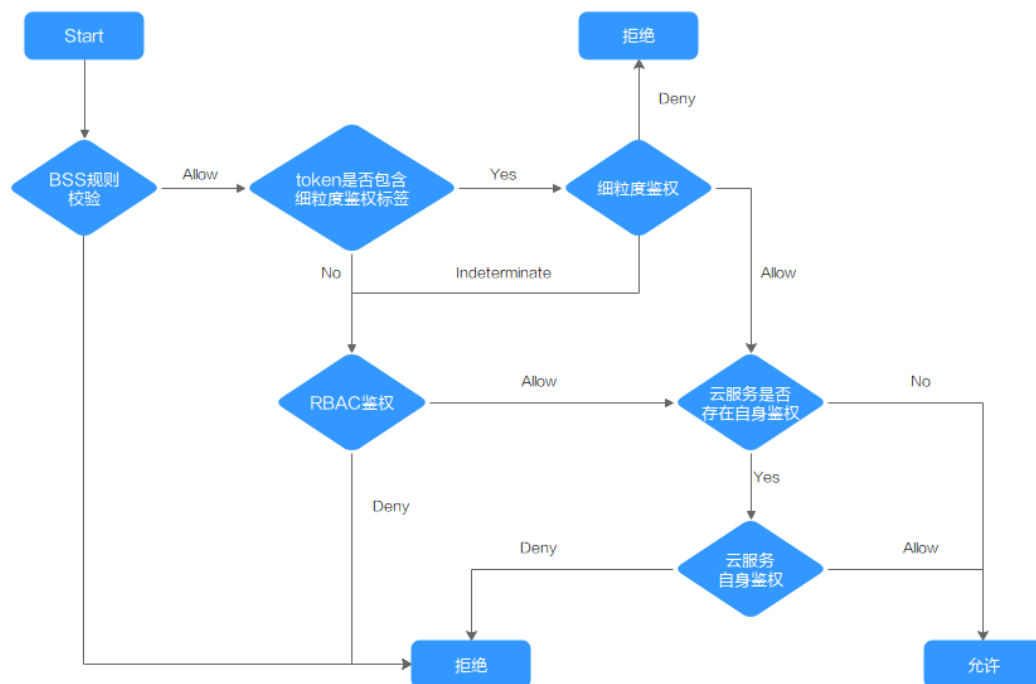 Start
拒绝
Deny
BSS规则
校验
Allow
token是否包含
细粒度鉴权标签
Yes
细粒度鉴权
No
Indeterminate
Allow
RBAC鉴权
Allow
云服务是否
存在自身鉴权
No
Yes
Deny
Deny
云服务
自身鉴权
Allow
拒绝
允许